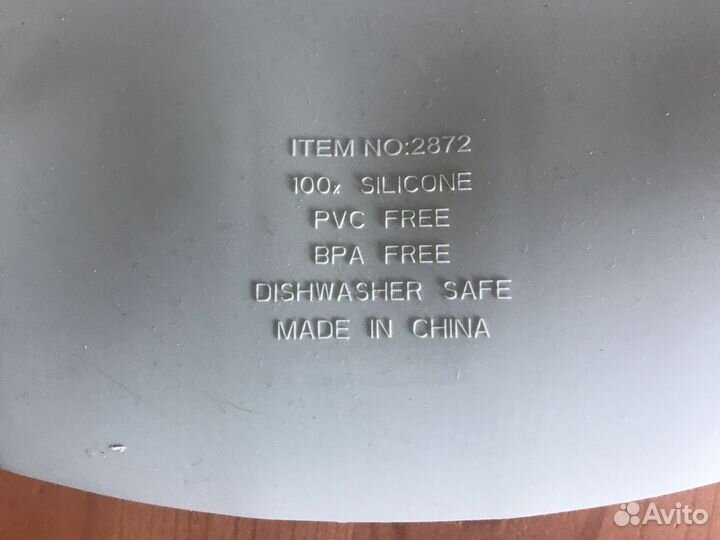 ITEM NO:2872
100% SILICONE
PVC FREE
BPA FREE
DISHWASHER SAFE
MADE IN CHINA
Avito